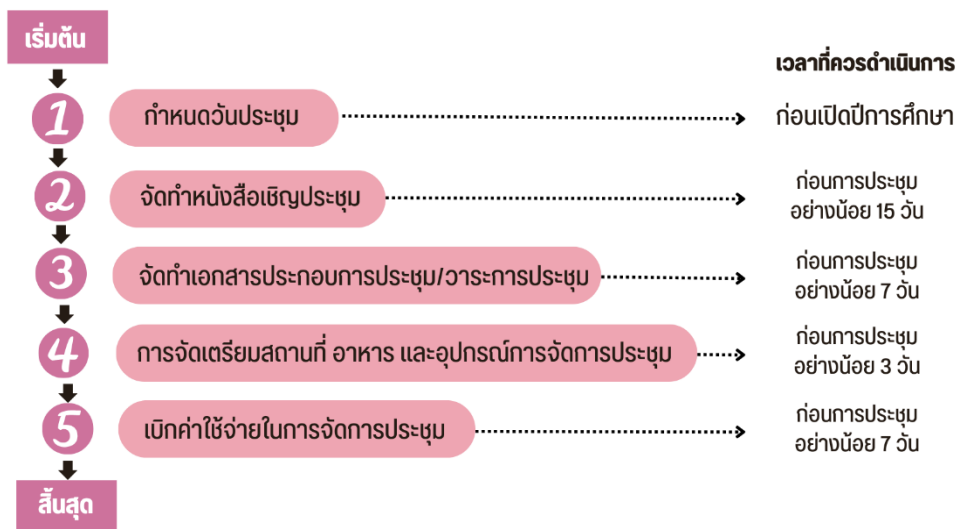 เริ่มต้น
เวลาที่ควรดำเนินการ
1
กำหนดวันประชุม
ก่อนเปิดปีการศึกษา
2
จัดทำหนังสือเชิญประชุม
ก่อนการประชุม
อย่างน้อย 15 วัน
3
จัดทำเอกสารประกอบการประชุม/วาระการประชุม
ก่อนการประชุม
อย่างน้อย 7 วัน
4
การจัดเตรียมสถานที่ อาหาร และอุปกรณ์การจัดการประชุม
ก่อนการประชุม
อย่างน้อย 3 วัน
5
เบิกค่าใช้จ่ายในการจัดการประชุม
ก่อนการประชุม
อย่างน้อย 7 วัน
สิ้นสุด